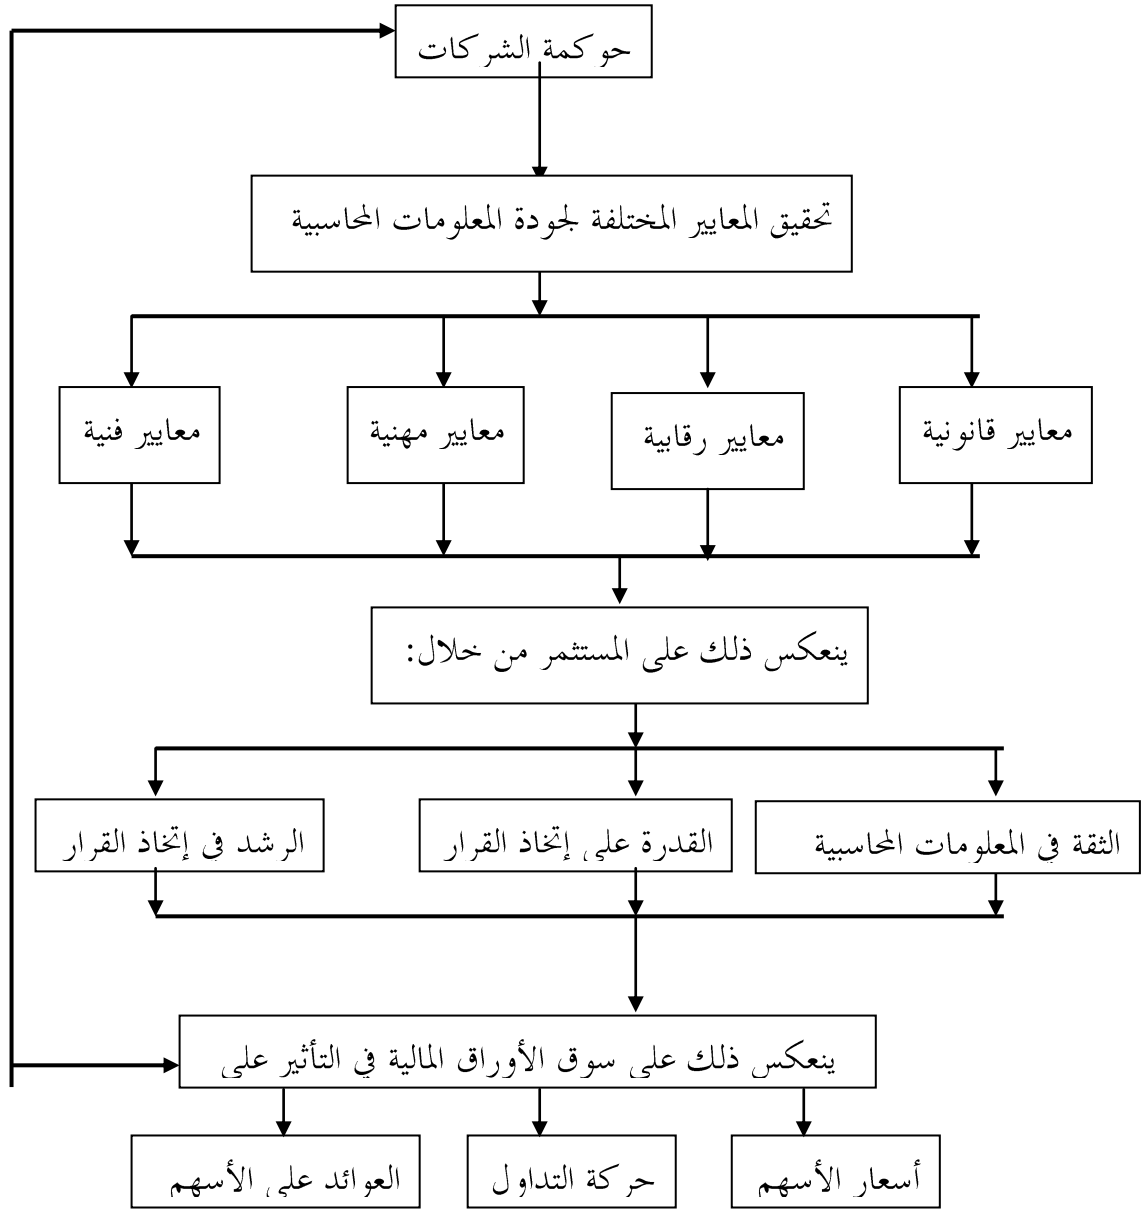 حوكمة الشركات
تحقيق المعايير المختلفة لجودة المعلومات المحاسبية
معايير قانونية
معايير رقابية
معايير مهنية
معايير فنية
ينعكس ذلك على المستثمر من خلال:
الثقة في المعلومات المحاسبية
القدرة على إتخاذ القرار
الرشد في إتخاذ القرار
ينعكس ذلك على سوق الأوراق المالية في التأثير على
أسعار الأسهم
حركة التداول
العوائد على الأسهم